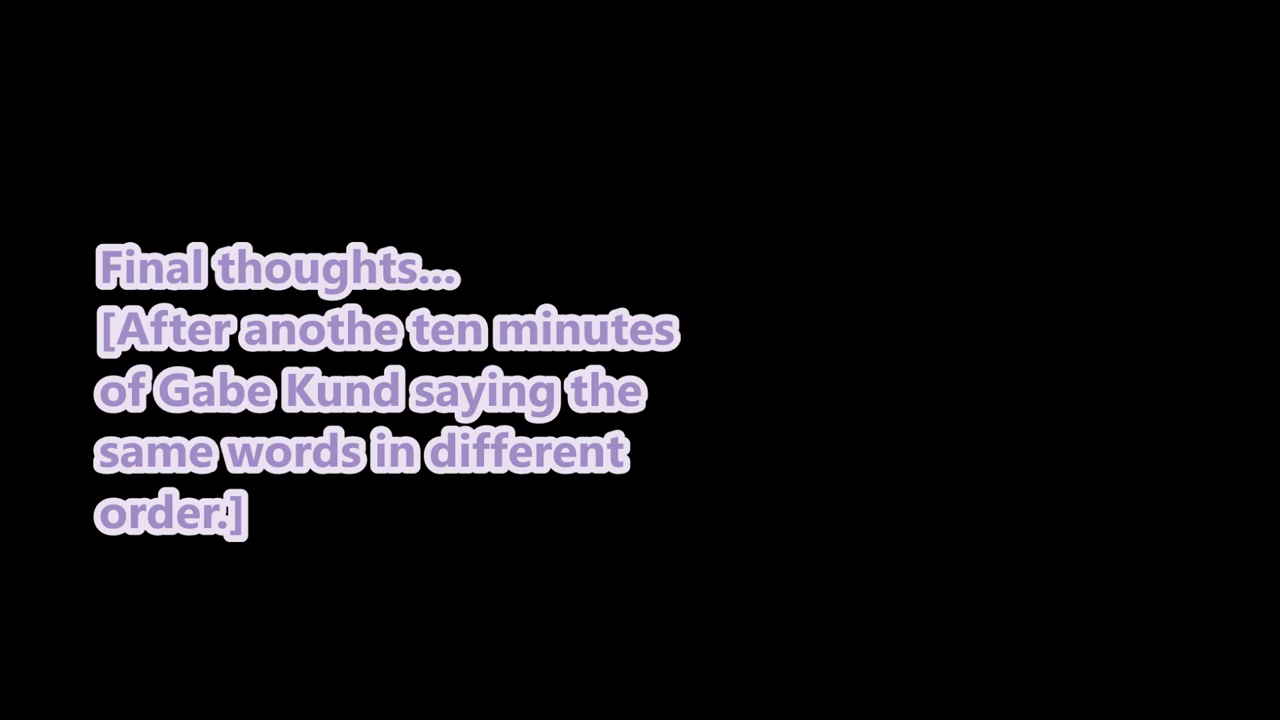 Final thoughts...
[After anothe ten minutes
of Gabe Kund saying the
same words in different
order.]